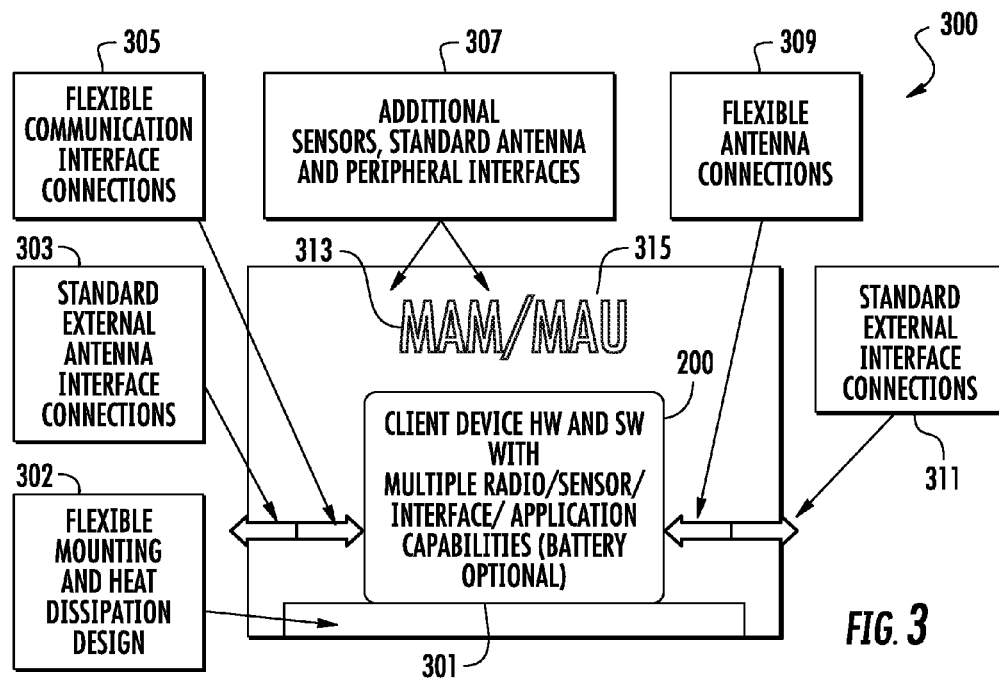 305
307
309
300
FLEXIBLE
COMMUNICATION
INTERFACE
CONNECTIONS
ADDITIONAL
SENSORS, STANDARD ANTENNA
AND PERIPHERAL INTERFACES
FLEXIBLE
ANTENNA
CONNECTIONS
303
STANDARD
EXTERNAL
ANTENNA
INTERFACE
CONNECTIONS
313
315
MAM/MAU
STANDARD
EXTERNAL
INTERFACE
CONNECTIONS
311
200
CLIENT DEVICE HW AND SW
WITH
MULTIPLE RADIO/SENSOR/
INTERFACE/ APPLICATION
CAPABILITIES (BATTERY
OPTIONAL)
302
FLEXIBLE
MOUNTING
AND HEAT
DISSIPATION
DESIGN
301
FIG. 3